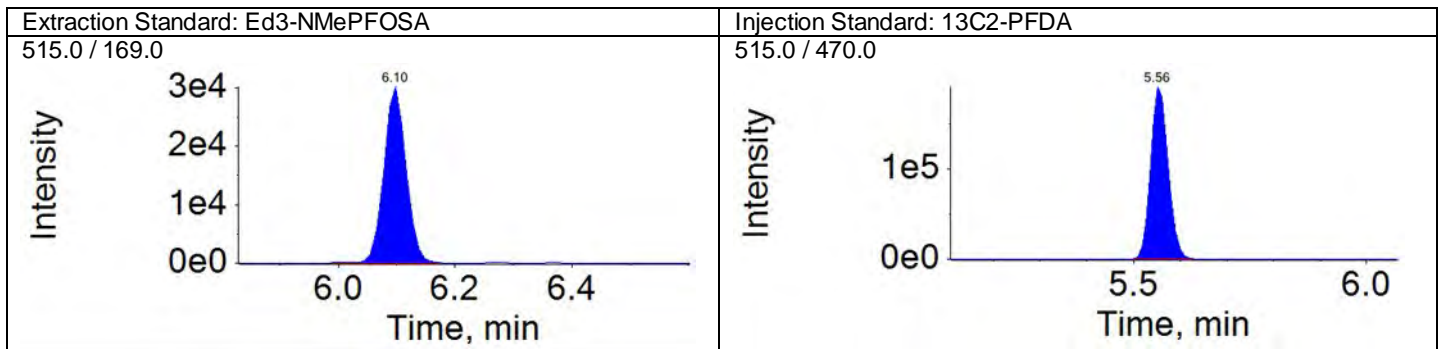 Extraction Standard: Ed3-NMePFOSA
515.0 / 169.0
6.10
3e4
2e4
1e4
0e0
Intensity
6.0 6.2 6.4
Time, min
Injection Standard: 13C2-PFDA
515.0 / 470.0
5.56
1e5
0e0
Intensity
5.5 6.0
Time, min